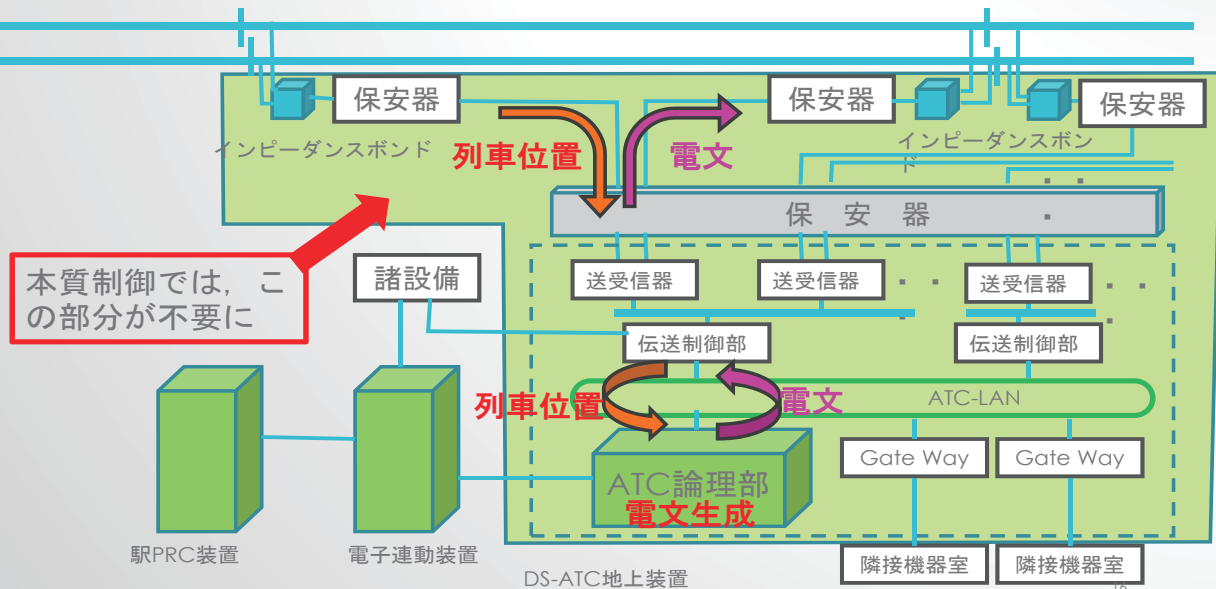 保安器
保安器
保安器
インピーダンスボンド
インピーダンスボン
ド
列車位置
電文
保 安 器
本質制御では, こ
の部分が不要に
諸設備
送受信器
送受信器
送受信器
伝送制御部
伝送制御部
列車位置
電文
ATC-LAN
Gate Way
Gate Way
ATC論理部
電文生成
駅PRC装置
電子連動装置
DS-ATC地上装置
隣接機器室
隣接機器室